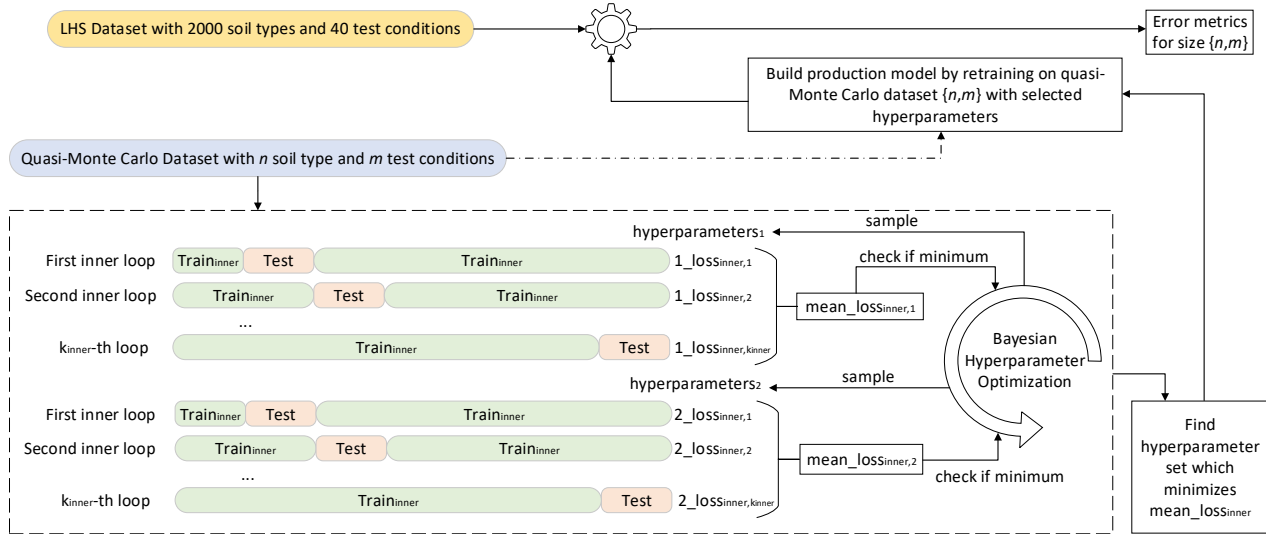 LHS Dataset with 2000 soil types and 40 test conditions
Error metrics
for size {n,m}
Build production model by retraining on quasi-
Monte Carlo dataset {n,m} with selected
hyperparameters
Quasi-Monte Carlo Dataset with n soil type and m test conditions
hyperparameters1
sample
First inner loop
Traininner
Test
Traininner
1_lossinner,1
check if minimum
Second inner loop
Traininner
Test
Traininner
1_lossinner,2
mean_lossinner,1
...
kinner-th loop
Traininner
Test
1_lossinner,kinner
Bayesian
Hyperparameter
Optimization
hyperparameters2
sample
First inner loop
Traininner
Test
Traininner
2_lossinner,1
Second inner loop
Traininner
Test
Traininner
2_lossinner,2
mean_lossinner,2
check if minimum
...
kinner-th loop
Traininner
Test
2_lossinner,kinner
Find
hyperparameter
set which
minimizes
mean_lossinner